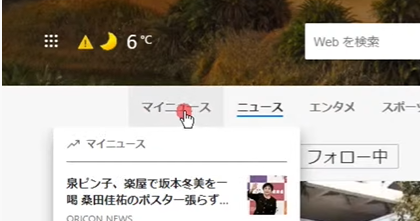 6 ℃
Web を検索
マイニュース ニュース エンタメ スポーツ
マイニュース
フォロー中
泉ピン子、楽屋で坂本冬美を一
喝 桑田佳祐のポスター張らず...
ORICON NEWS